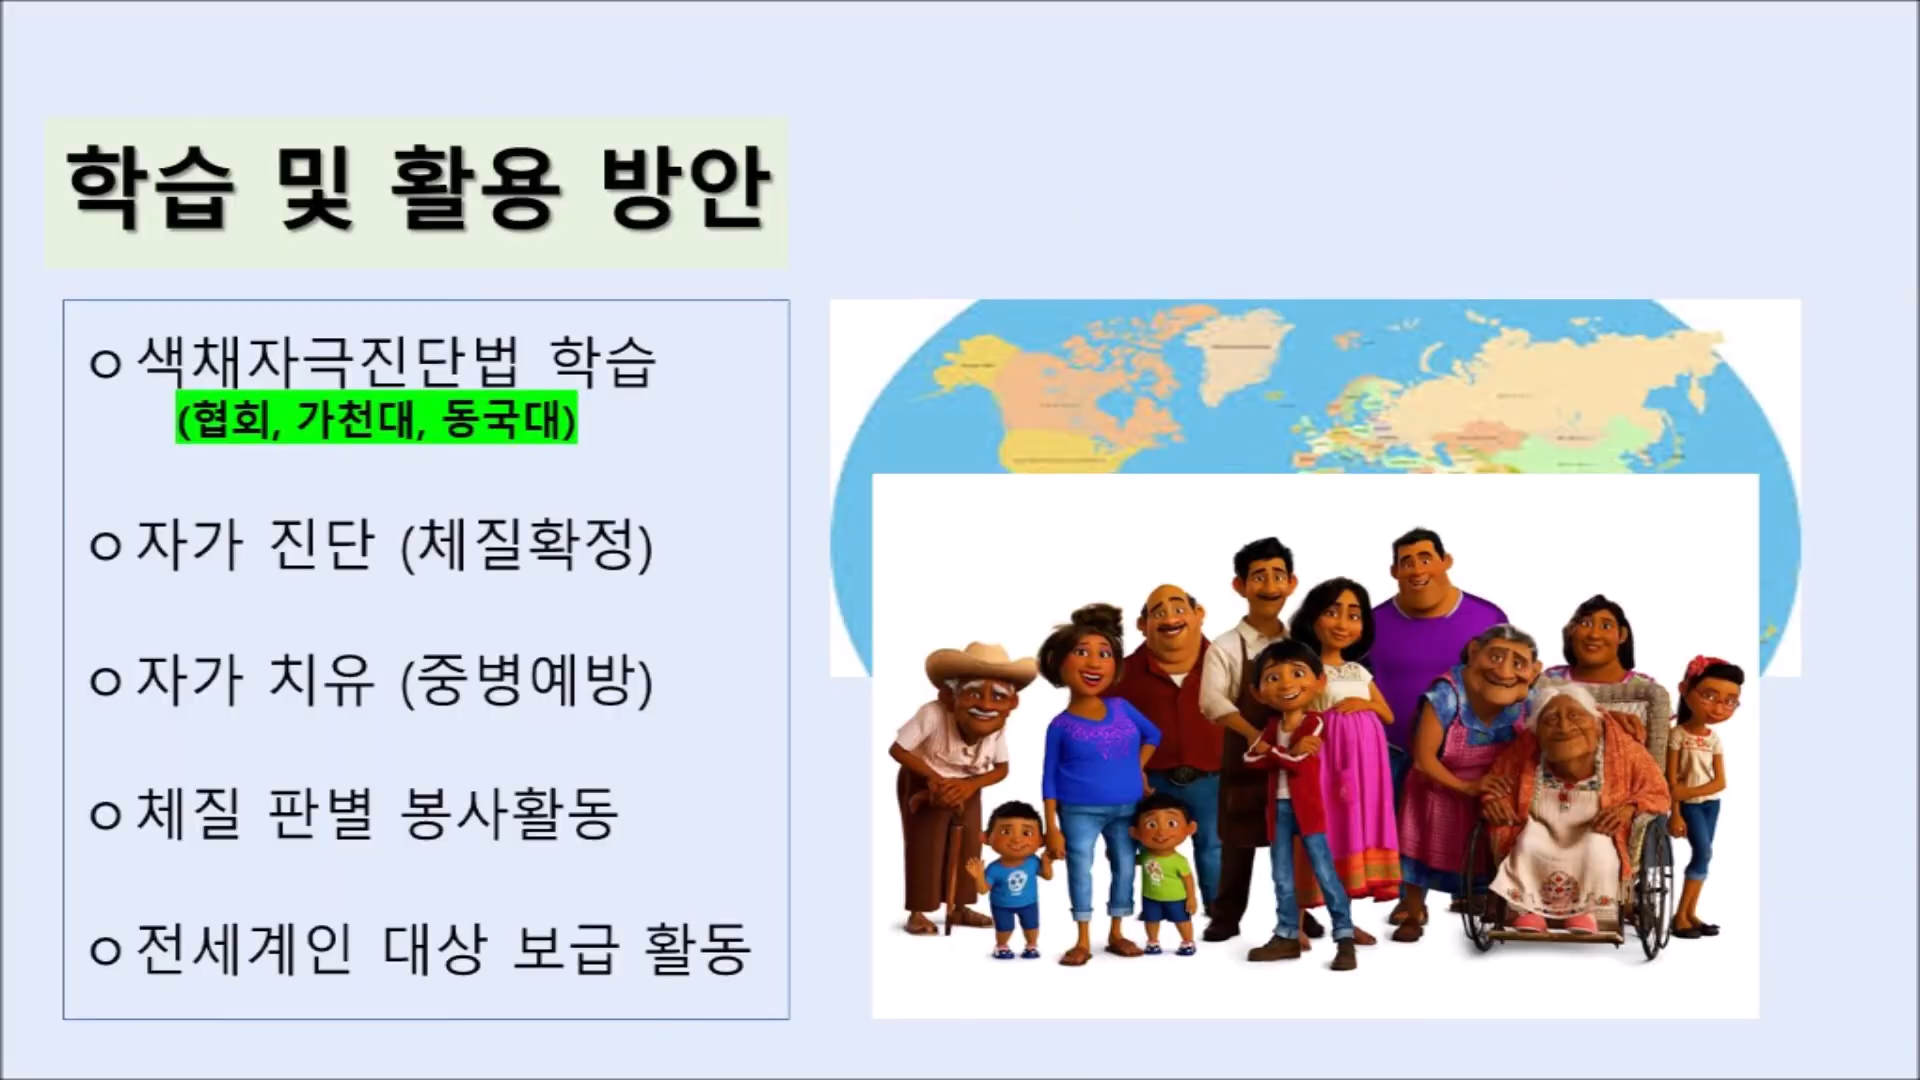 학습 및 활용 방안
ㅇ색채자극진단법 학습
(협회, 가천대, 동국대)
ㅇ자가 진단 (체질확정)
ㅇ자가 치유 (중병예방)
ㅇ체질 판별 봉사활동
ㅇ전세계인 대상 보급 활동